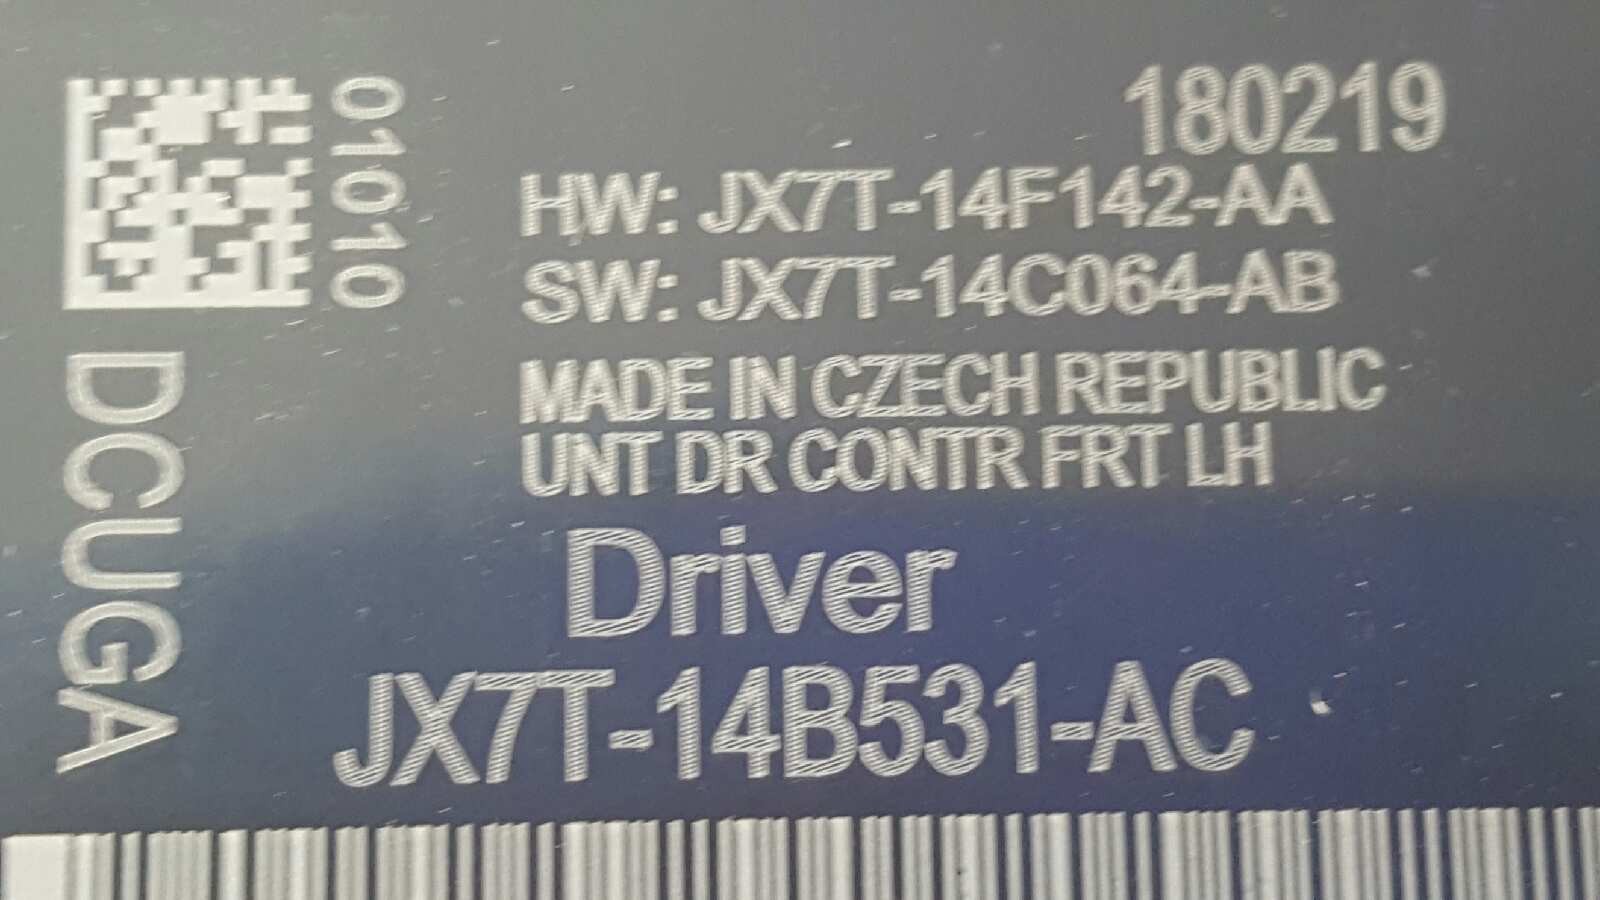 180219
01010
HW: JX7T-14F142-AA
SW: JX7T-14C064-AB
MADE IN CZECH REPUBLIC
UNT DR CONTR FRT LH
DCUGA
Driver
JX7T-14B531-AC